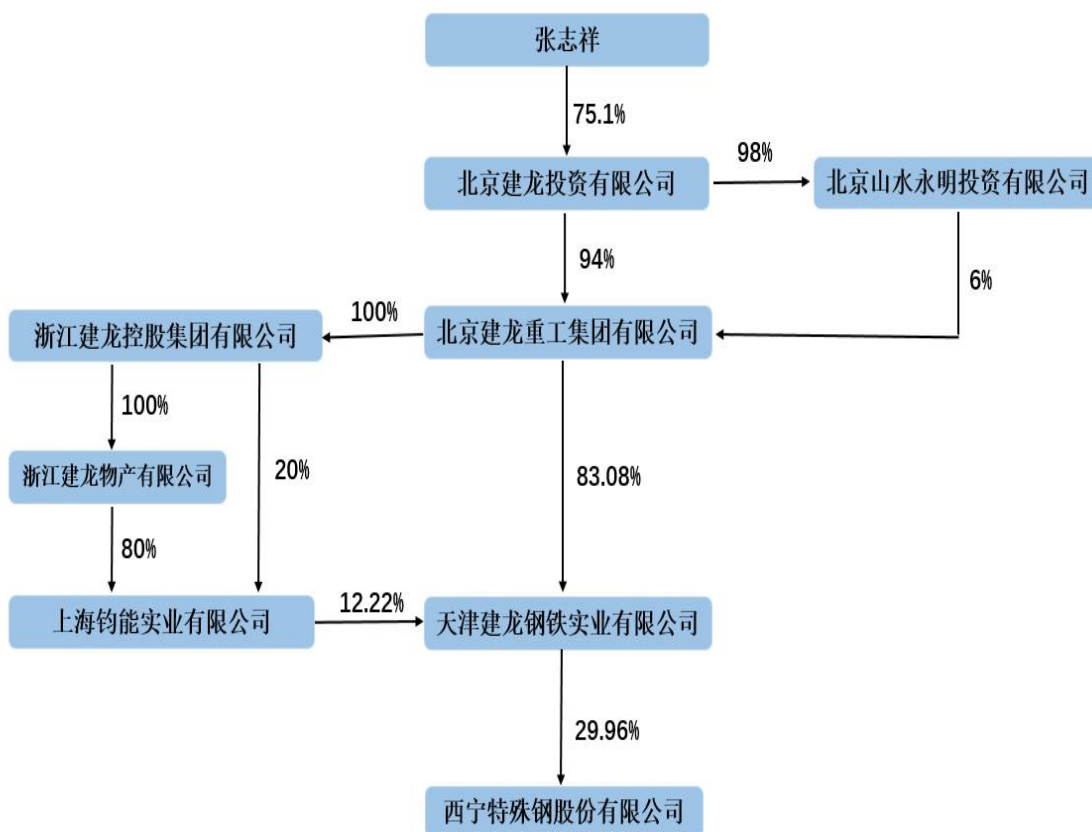 张志祥
75.1%
98%
北京建龙投资有限公司
北京山水永明投资有限公司
94%
6%
100%
浙江建龙控股集团有限公司
北京建龙重工集团有限公司
100%
浙江建龙物产有限公司
20%
83.08%
80%
12.22%
上海钧能实业有限公司
天津建龙钢铁实业有限公司
29.96%
西宁特殊钢股份有限公司